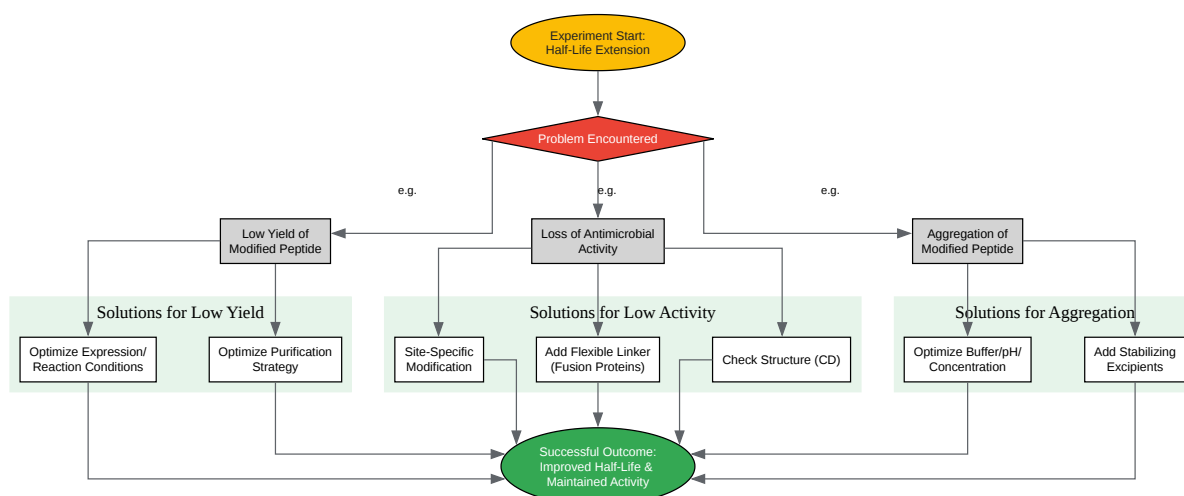 Experiment Start:
Half-Life Extension
Problem Encountered
e.g.
e.g.
e.g.
Low Yield of
Modified Peptide
Loss of Antimicrobial
Activity
Aggregation of
Modified Peptide
Solutions for Low Yield
Solutions for Low Activity
Solutions for Aggregation
Optimize Expression/
Reaction Conditions
Optimize Purification
Strategy
Site-Specific
Modification
Add Flexible Linker
(Fusion Proteins)
Check Structure (CD)
Optimize Buffer/pH/
Concentration
Add Stabilizing
Excipients
Successful Outcome:
Improved Half-Life &
Maintained Activity